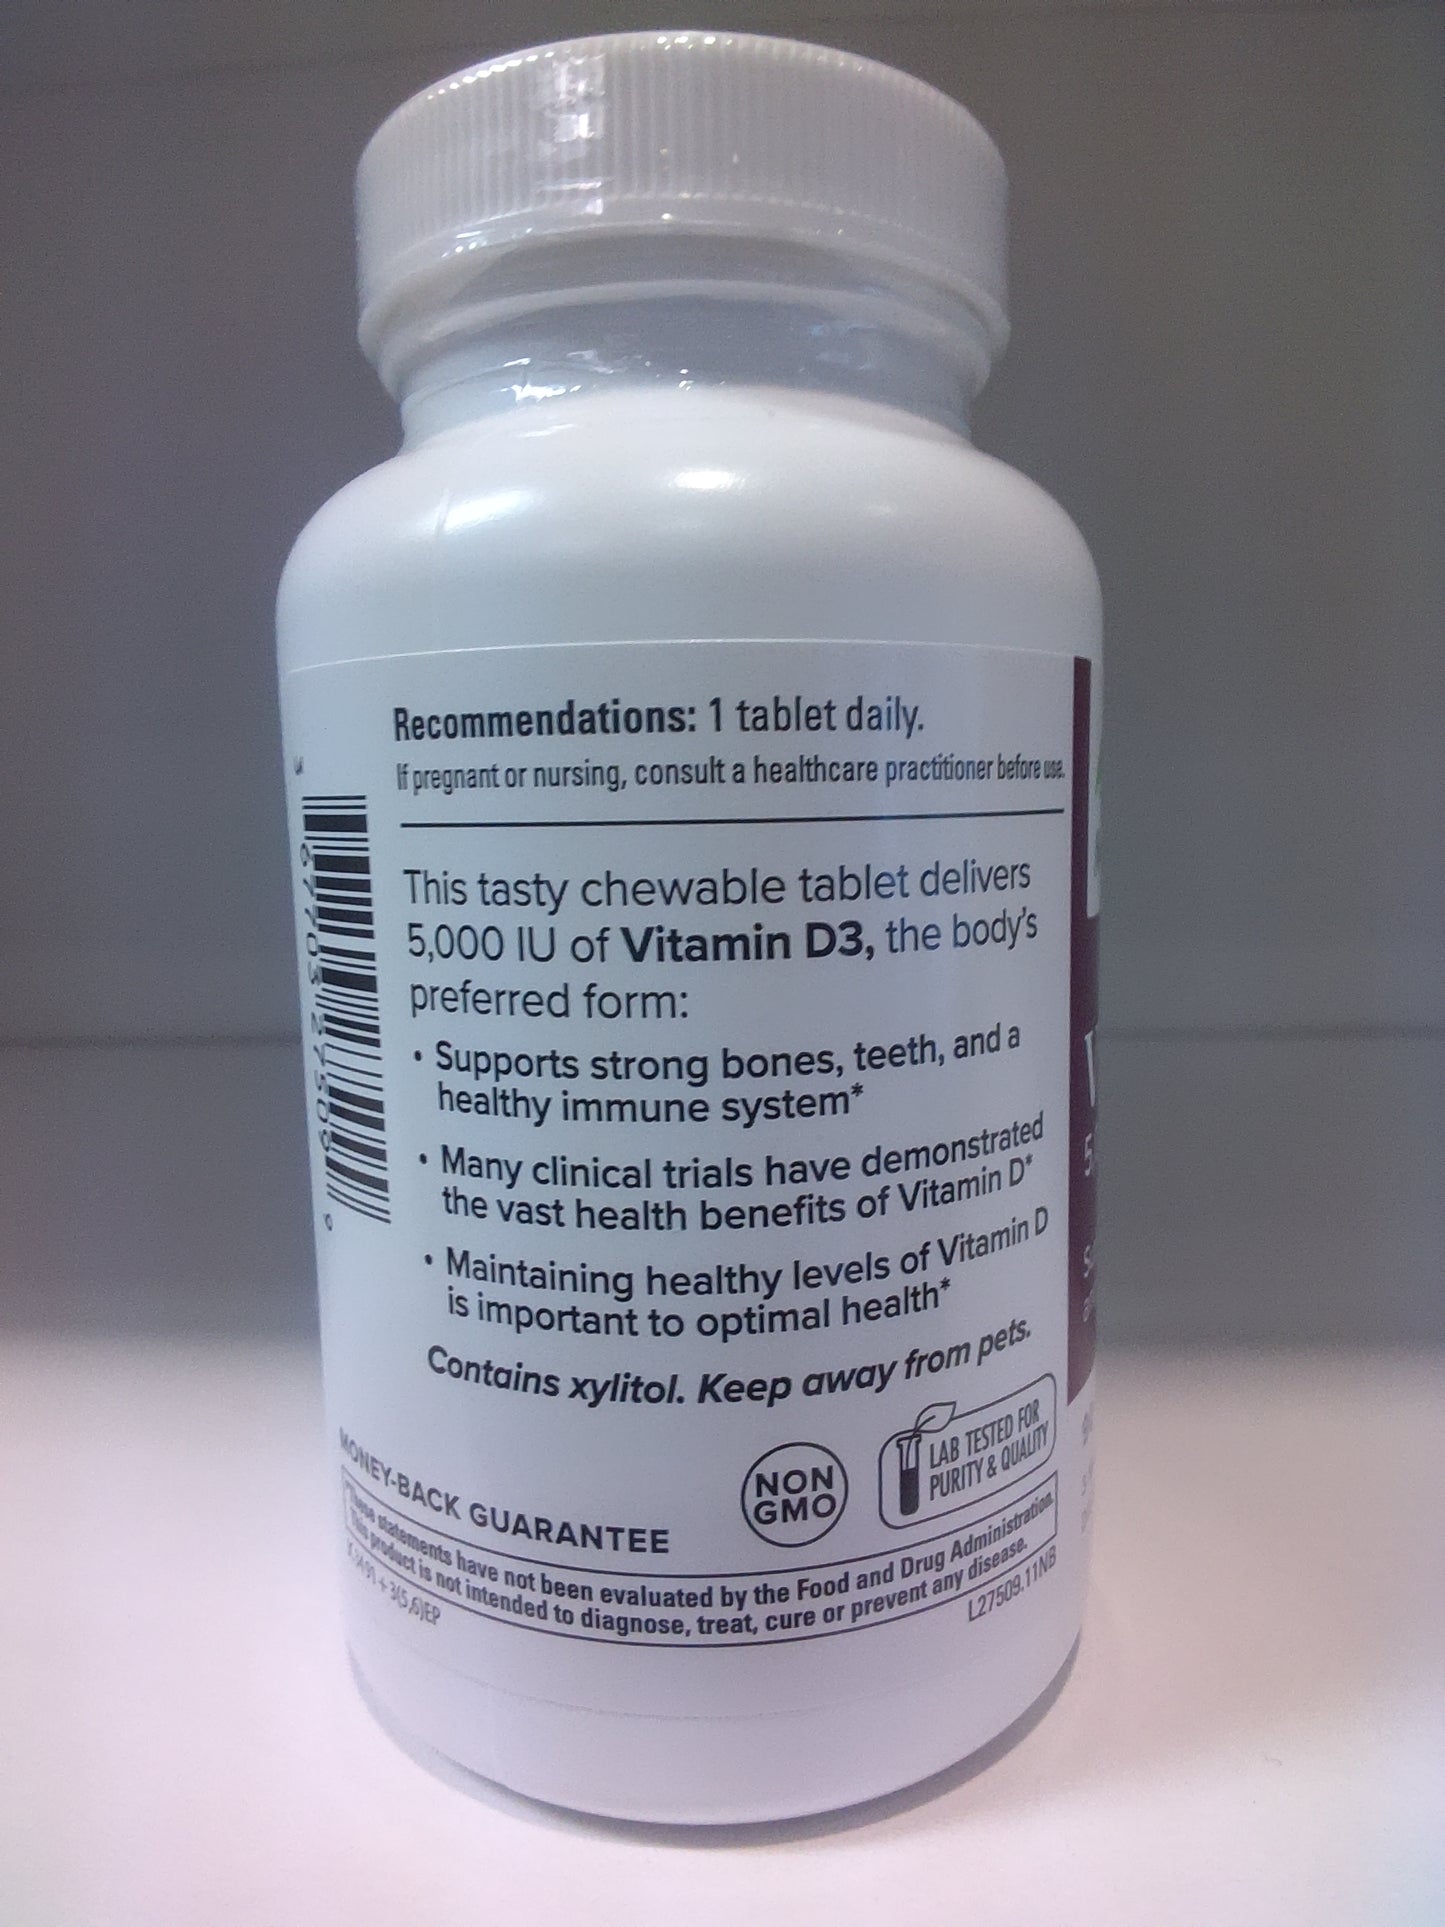 Recommendations: 1 tablet daily.
If pregnant or nursing, consult a healthcare practitioner before use.
This tasty chewable tablet delivers
5,000 IU of Vitamin D3, the body's
preferred form:
• Supports strong bones, teeth, and a
healthy immune system*
• Many clinical trials have demonstrated
the vast health benefits of Vitamin D*
• Maintaining healthy levels of Vitamin D
is important to optimal health*
Contains xylitol. Keep away from pets.
LAB TESTED FOR
PURITY & QUALITY
NON
GMO
MONEY-BACK GUARANTEE
These statements have not been evaluated by the Food and Drug Administration.
This product is not intended to diagnose, treat, cure or prevent any disease.
L27509.11NB